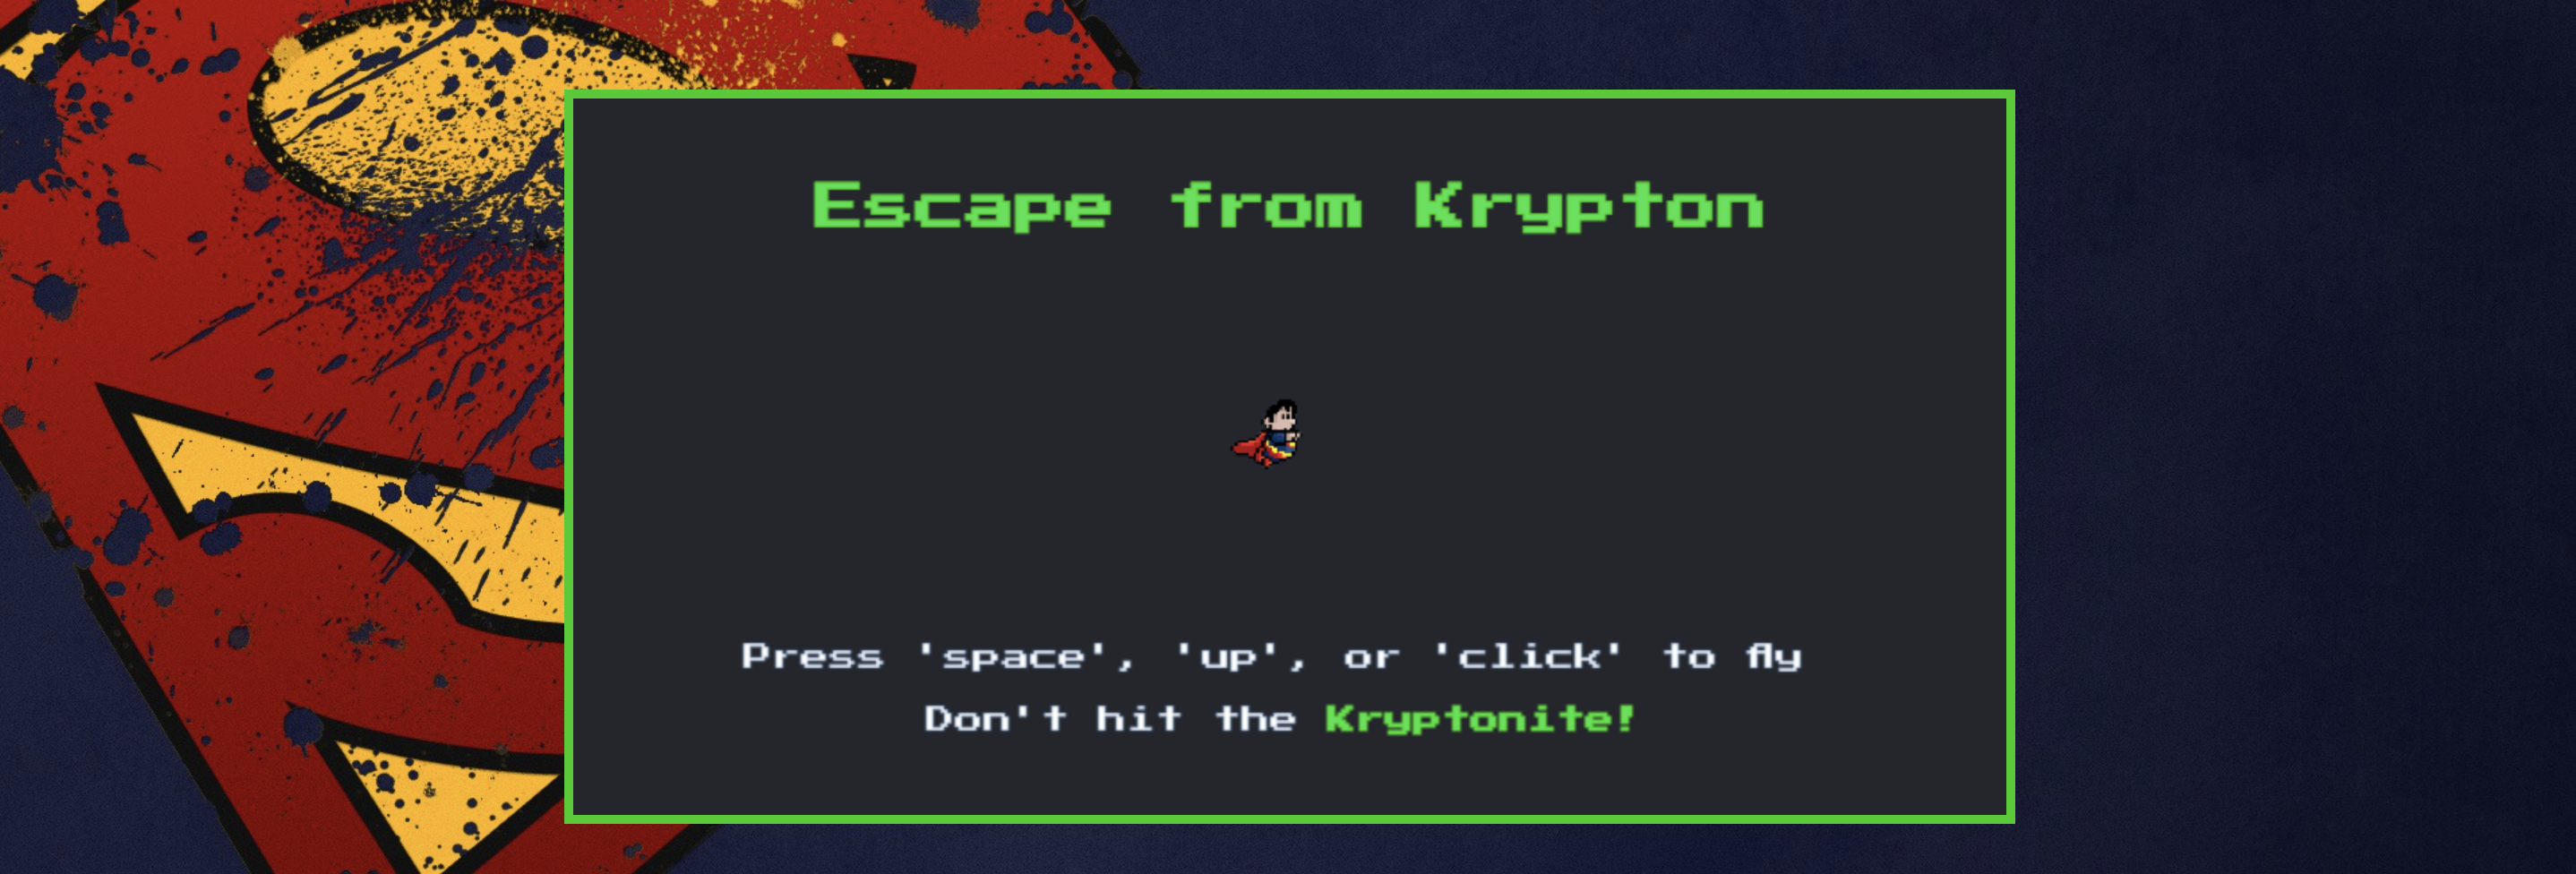 Escape from Krypton
Press 'space', 'up', or 'click' to fly
Don't hit the Kryptonite!